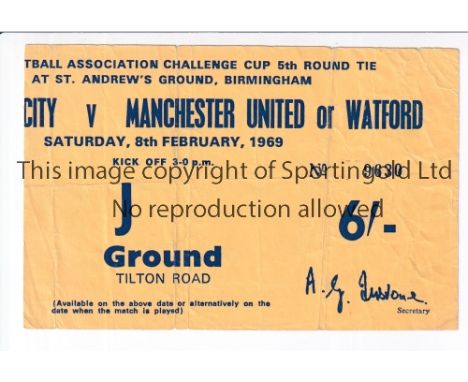 TBALL ASSOCIATION CHALLENGE CUP 5th ROUND TIE
AT ST. ANDREW'S GROUND, BIRMINGHAM
CITY v MANCHESTER UNITED or WATFORD
SATURDAY, 8th FEBRUARY, 1969
KICK OFF 3-0 p.m.
No 9630
This image copyright of Sportingold Ltd
No reproduction allowed
J 6/-
Ground
TILTON ROAD
(Available on the above date or alternatively on the
date when the match is played)
A. G.
Secretary